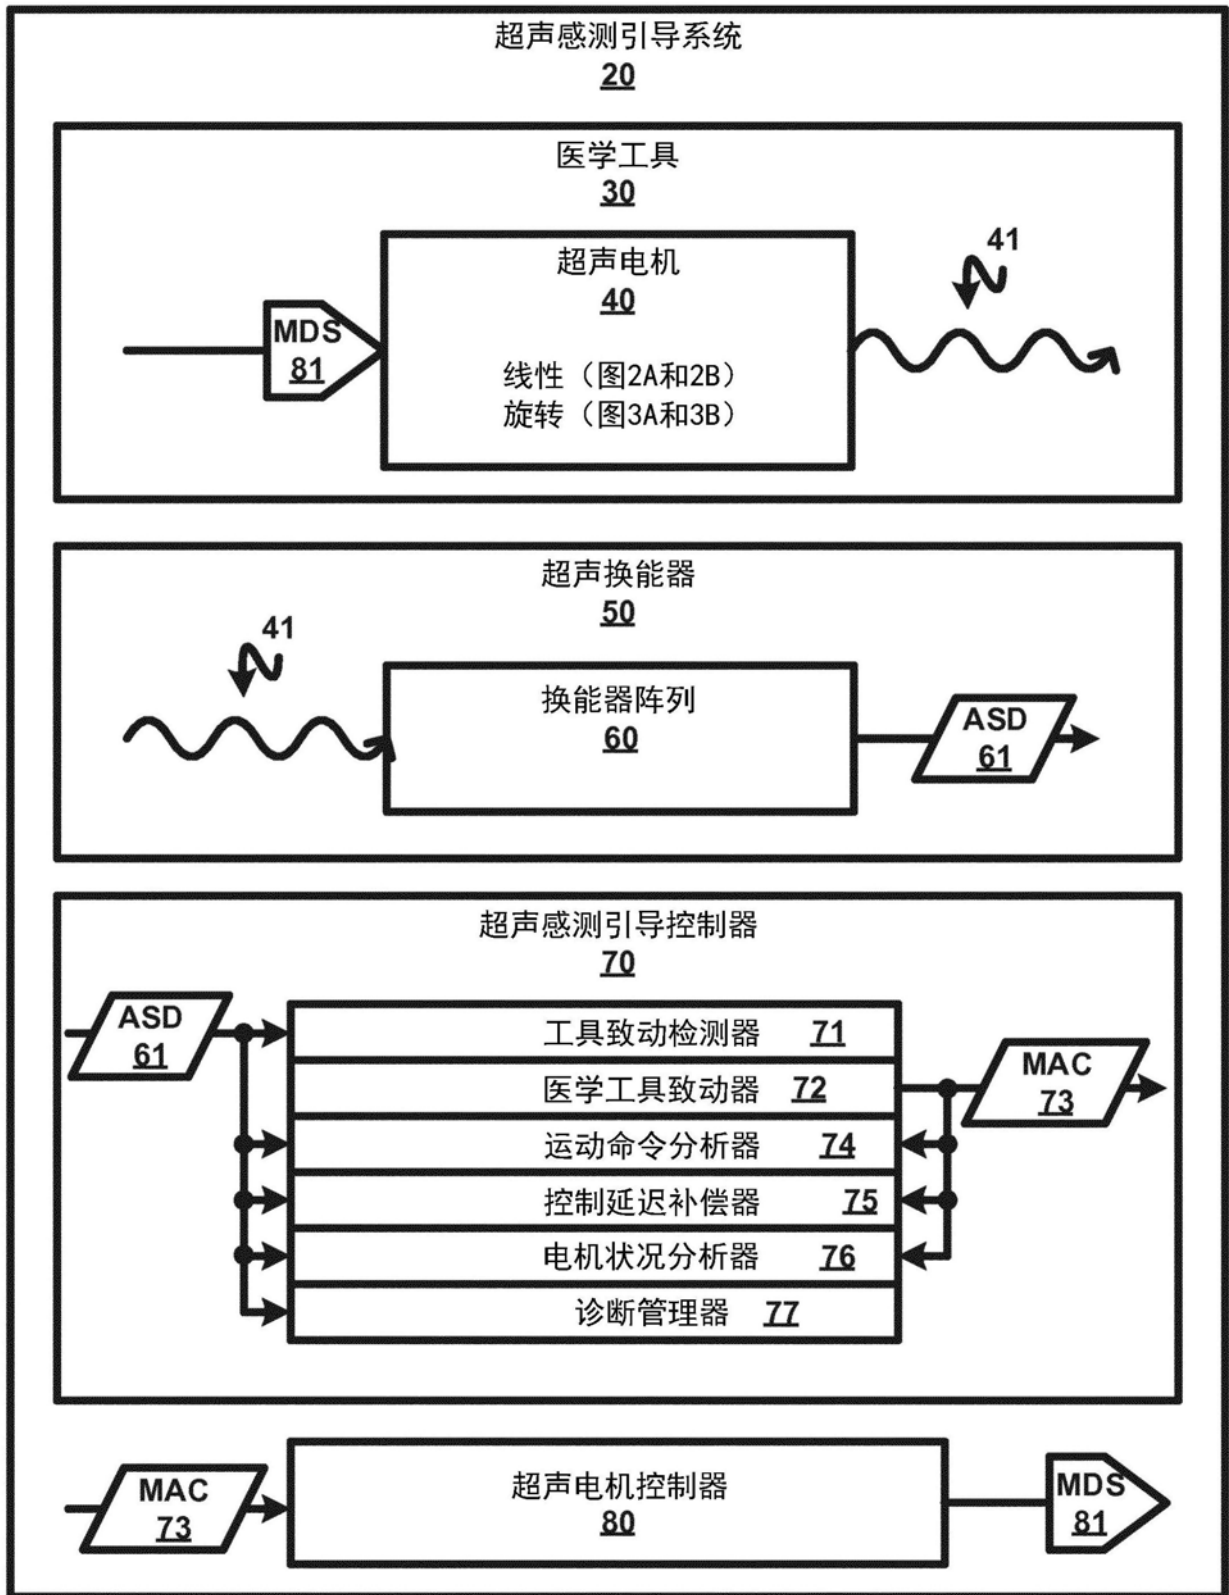 超声感测引导系统
20
医学工具
30
超声电机
40
41
MDS
81
线性（图2A和2B）
旋转（图3A和3B）
超声换能器
50
41
换能器阵列
60
ASD
61
超声感测引导控制器
70
ASD
61
工具致动检测器 71
医学工具致动器 72
运动命令分析器 74
控制延迟补偿器 75
电机状况分析器 76
诊断管理器 77
MAC
73
MAC
73
超声电机控制器
80
MDS
81